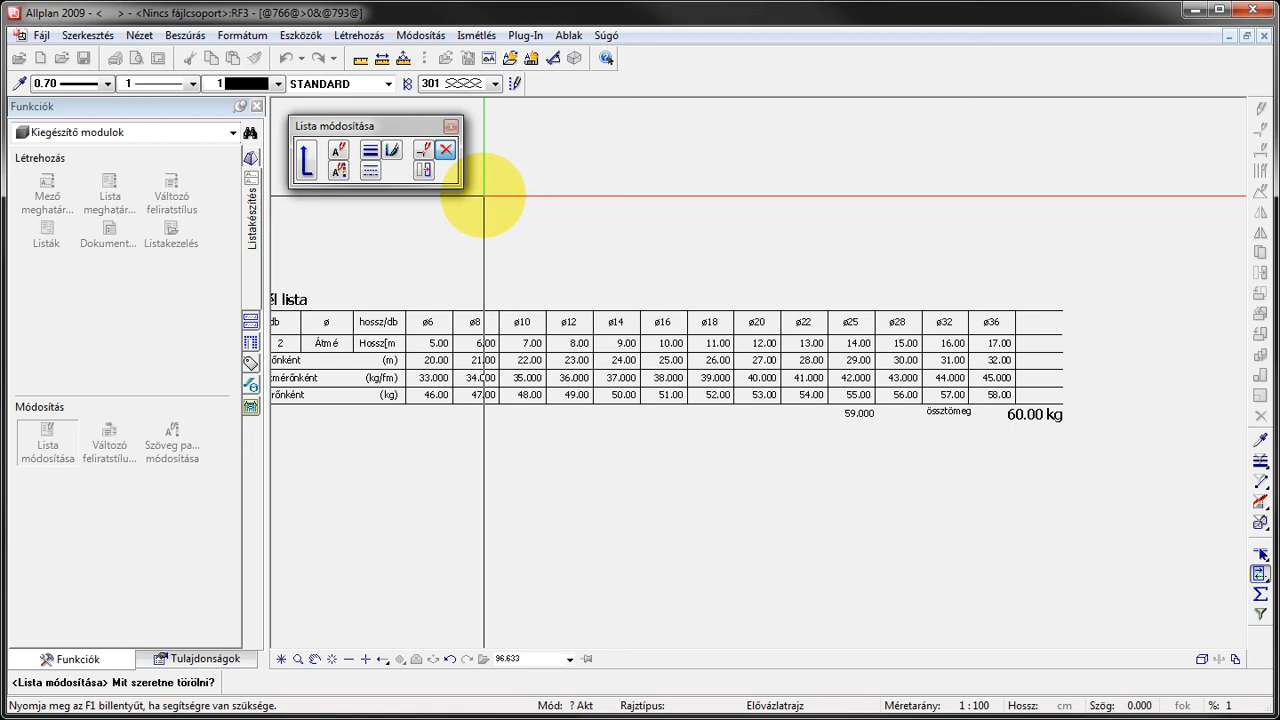 Allplan 2009 - <    > - <Nincs fájlcsoport>:RF3 - [@766@>0&@793@]
Fájl Szerkesztés Nézet Beszúrás Formátum Eszközök Létrehozás Módosítás Ismétlés Plug-In Ablak Súgó
0.70 1 1 STANDARD 301
Funkciók
Kiegészítő modulok
Létrehozás
Mező meghatár...
Lista meghatár...
Változó feliratstílus
Listák
Dokument...
Listakezelés
Listakészítés
Módosítás
Lista módosítása
Változó feliratstílu...
Szöveg pa... módosítása
Lista módosítása
él lista
db ø hossz/db ø6 ø8 ø10 ø12 ø14 ø16 ø18 ø20 ø22 ø25 ø28 ø32 ø36
2 Átmé Hossz[m 5.00 6.00 7.00 8.00 9.00 10.00 11.00 12.00 13.00 14.00 15.00 16.00 17.00
rőnként (m) 20.00 21.00 22.00 23.00 24.00 25.00 26.00 27.00 28.00 29.00 30.00 31.00 32.00
tmérőnként (kg/fm) 33.000 34.000 35.000 36.000 37.000 38.000 39.000 40.000 41.000 42.000 43.000 44.000 45.000
rőnként (kg) 46.00 47.00 48.00 49.00 50.00 51.00 52.00 53.00 54.00 55.00 56.00 57.00 58.00
59.000 össztömeg 60.00 kg
96.633
Funkciók Tulajdonságok
<Lista módosítása> Mit szeretne törölni?
Nyomja meg az F1 billentyűt, ha segítségre van szüksége. Mód: ? Akt Rajztípus: Elővázlatrajz Méretarány: 1 : 100 Hossz: cm Szög: 0.000 fok %: 1